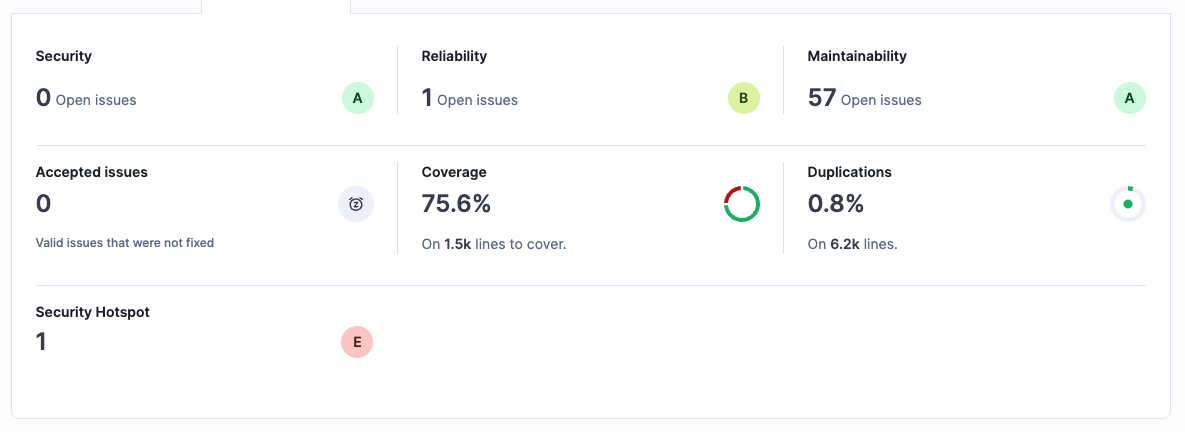 Security
0 Open issues
A
Reliability
1 Open issues
B
Maintainability
57 Open issues
A
Accepted issues
0
Valid issues that were not fixed
Coverage
75.6%
On 1.5k lines to cover.
Duplications
0.8%
On 6.2k lines.
Security Hotspot
1
E